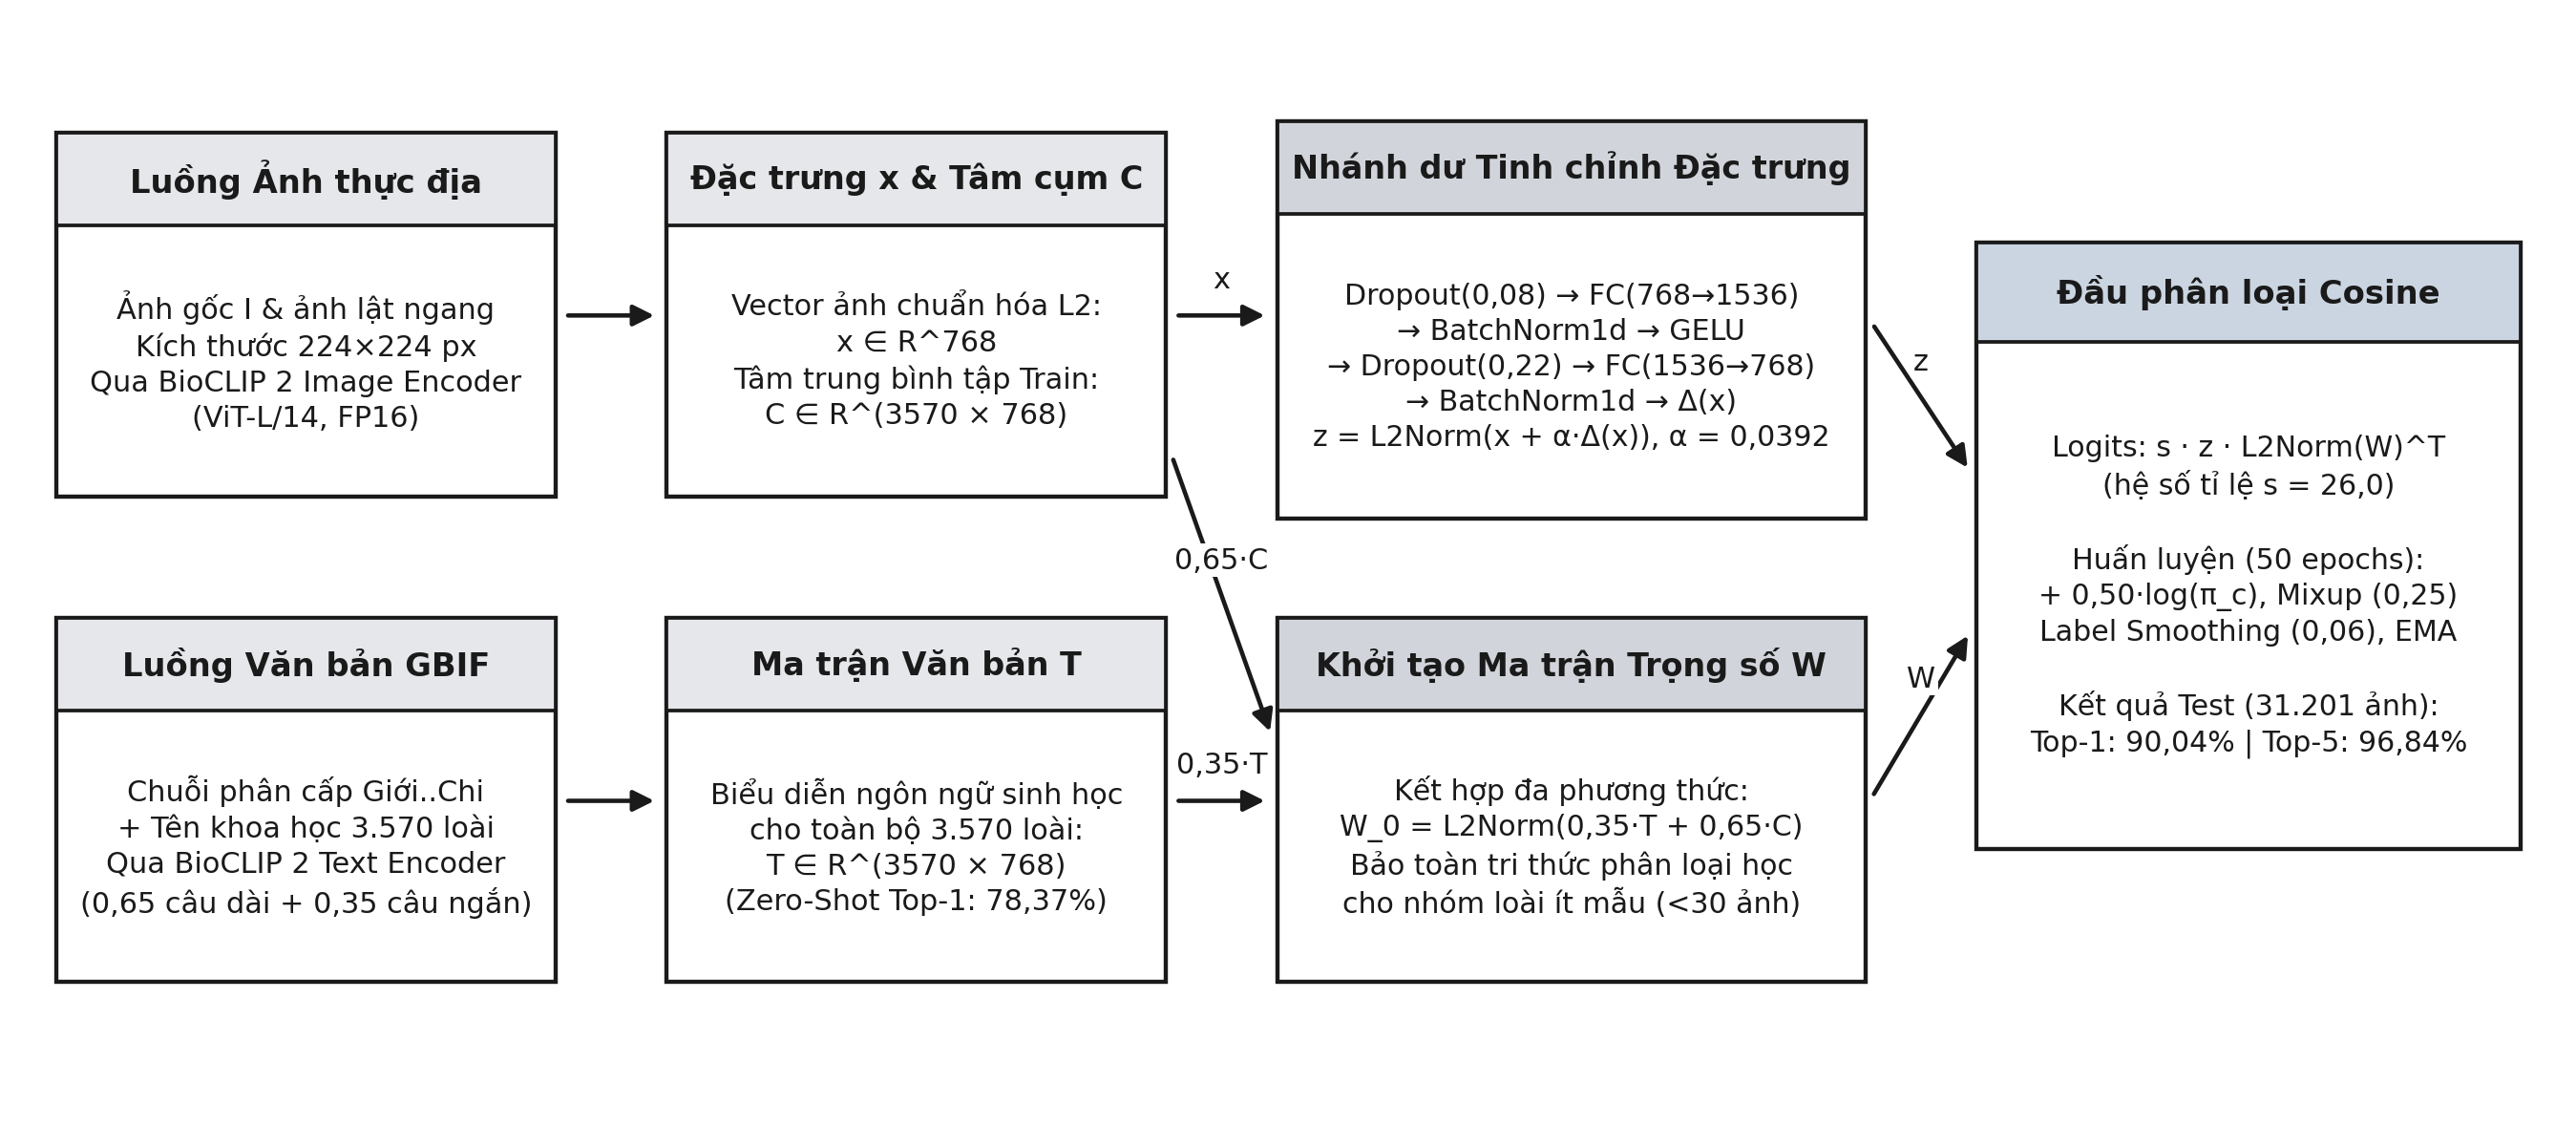 Luồng Ảnh thực địa
Ảnh gốc I & ảnh lật ngang
Kích thước 224×224 px
Qua BioCLIP 2 Image Encoder
(ViT-L/14, FP16)
Đặc trưng x & Tâm cụm C
Vector ảnh chuẩn hóa L2:
x ∈ R^768
Tâm trung bình tập Train:
C ∈ R^(3570 × 768)
x
Nhánh dư Tinh chỉnh Đặc trưng
Dropout(0,08) → FC(768→1536)
→ BatchNorm1d → GELU
→ Dropout(0,22) → FC(1536→768)
→ BatchNorm1d → Δ(x)
z = L2Norm(x + α·Δ(x)), α = 0,0392
z
0,65·C
Luồng Văn bản GBIF
Chuỗi phân cấp Giới..Chi
+ Tên khoa học 3.570 loài
Qua BioCLIP 2 Text Encoder
(0,65 câu dài + 0,35 câu ngắn)
Ma trận Văn bản T
Biểu diễn ngôn ngữ sinh học
cho toàn bộ 3.570 loài:
T ∈ R^(3570 × 768)
(Zero-Shot Top-1: 78,37%)
0,35·T
Khởi tạo Ma trận Trọng số W
Kết hợp đa phương thức:
W_0 = L2Norm(0,35·T + 0,65·C)
Bảo toàn tri thức phân loại học
cho nhóm loài ít mẫu (<30 ảnh)
W
Đầu phân loại Cosine
Logits: s · z · L2Norm(W)^T
(hệ số tỉ lệ s = 26,0)
Huấn luyện (50 epochs):
+ 0,50·log(π_c), Mixup (0,25)
Label Smoothing (0,06), EMA
Kết quả Test (31.201 ảnh):
Top-1: 90,04% | Top-5: 96,84%